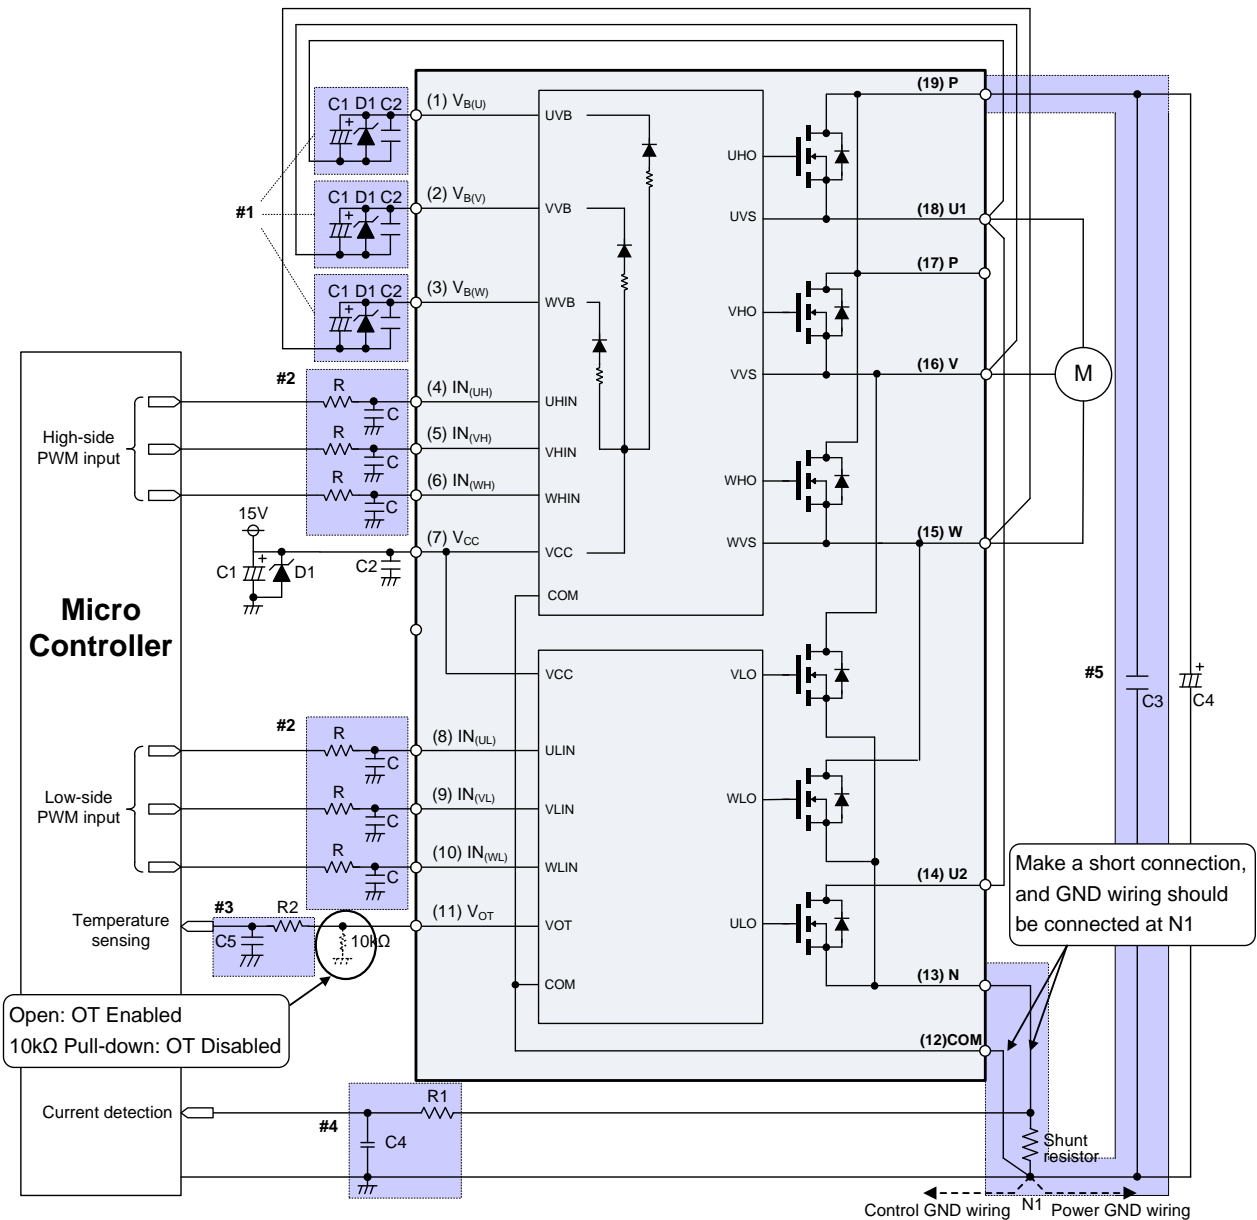 C1 D1 C2
+
(1) VB(U)
UVB
(19) P
UHO
#1
C1 D1 C2
+
(2) VB(V)
VVB
UVS
(18) U1
(17) P
C1 D1 C2
+
(3) VB(W)
WVB
VHO
VVS
(16) V
M
#2
R
C
(4) IN(UH)
UHIN
High-side
PWM input
R
C
(5) IN(VH)
VHIN
R
C
(6) IN(WH)
WHIN
WHO
15V
+
C1
D1
C2
(7) VCC
VCC
WVS
(15) W
COM
Micro
Controller
VCC
VLO
#5
C3
+
C4
#2
R
C
(8) IN(UL)
ULIN
Low-side
PWM input
R
C
(9) IN(VL)
VLIN
WLO
R
C
(10) IN(WL)
WLIN
(14) U2
Make a short connection,
and GND wiring should
be connected at N1
Temperature
sensing
#3
C5
R2
10kΩ
(11) VOT
VOT
ULO
COM
(13) N
Open: OT Enabled
10kΩ Pull-down: OT Disabled
(12)COM
Current detection
#4
R1
C4
Shunt
resistor
Control GND wiring
N1
Power GND wiring